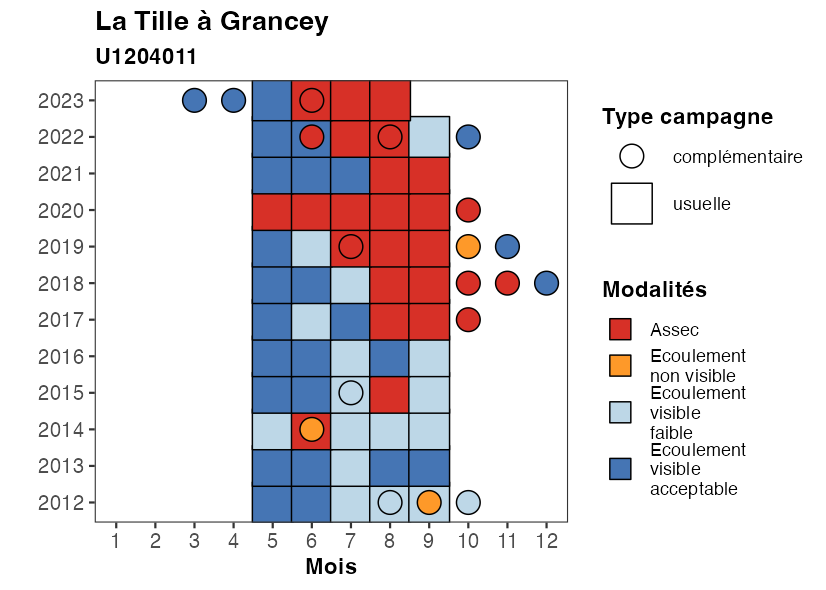 La Tille à Grancey
U1204011
2023
2022
2021
2020
2019
2018
2017
2016
2015
2014
2013
2012
1 2 3 4 5 6 7 8 9 10 11 12
Mois
Type campagne
complémentaire
usuelle
Modalités
Assec
Ecoulement
non visible
Ecoulement
visible
faible
Ecoulement
visible
acceptable